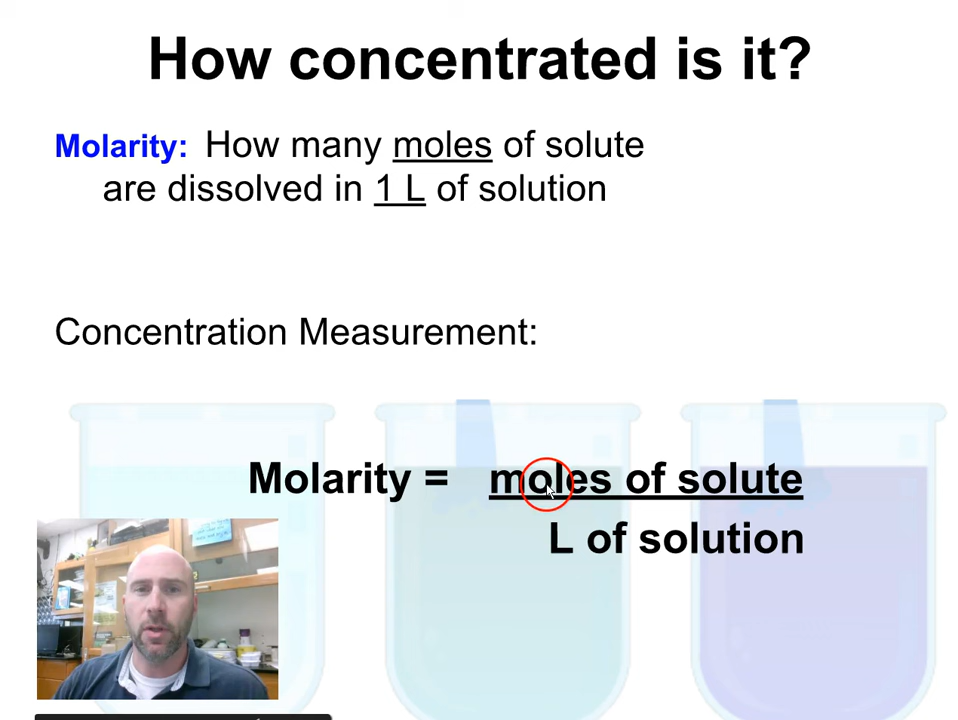 How concentrated is it?
Molarity: How many moles of solute
are dissolved in 1 L of solution
Concentration Measurement:
Molarity = moles of solute
L of solution